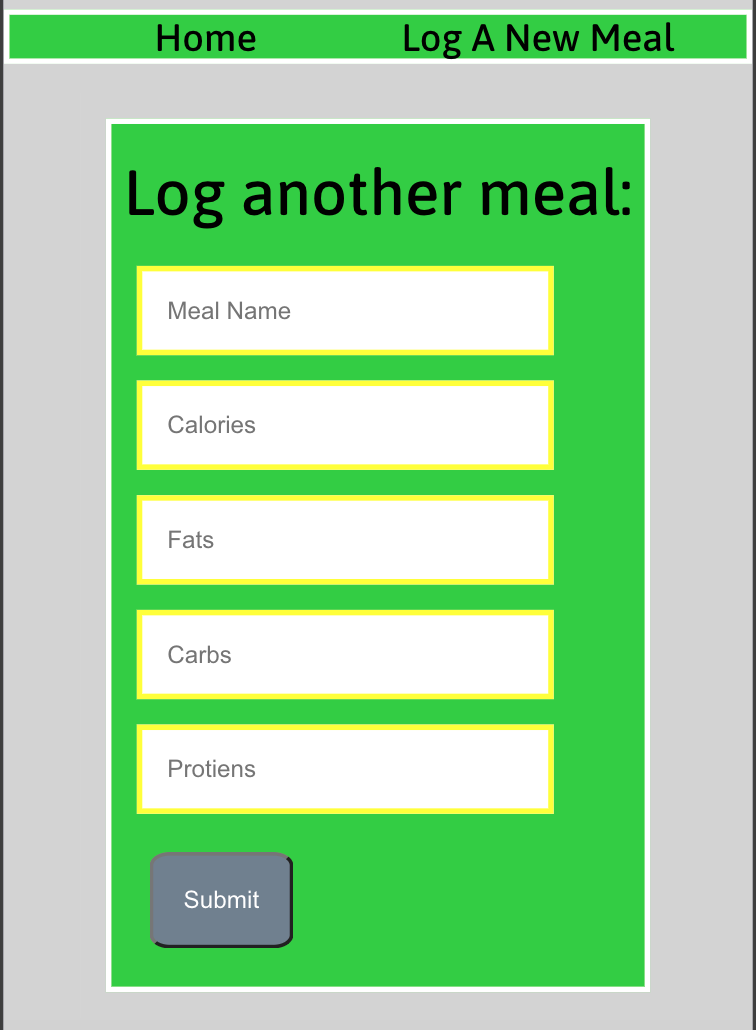 Home Log A New Meal
Log another meal:
Meal Name
Calories
Fats
Carbs
Protiens
Submit